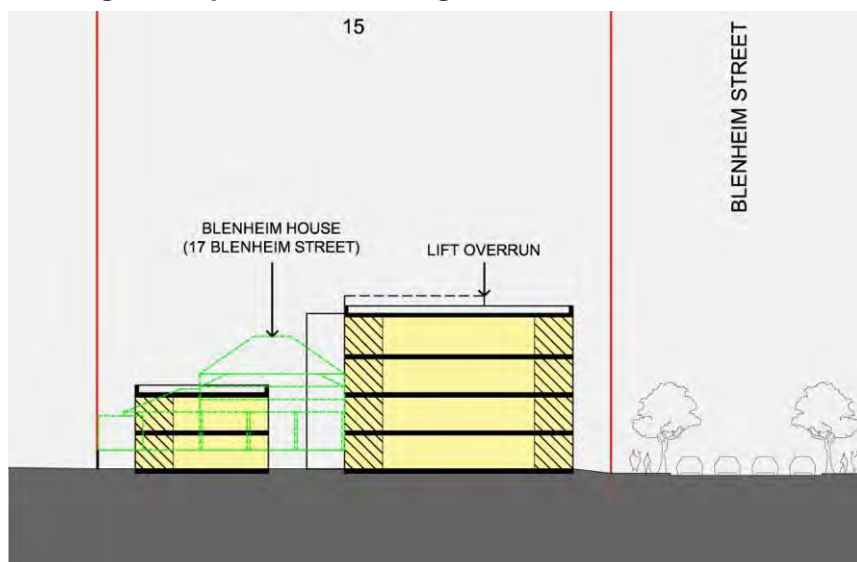 15
BLENHEIM STREET
BLENHEIM HOUSE
(17 BLENHEIM STREET)
LIFT OVERRUN